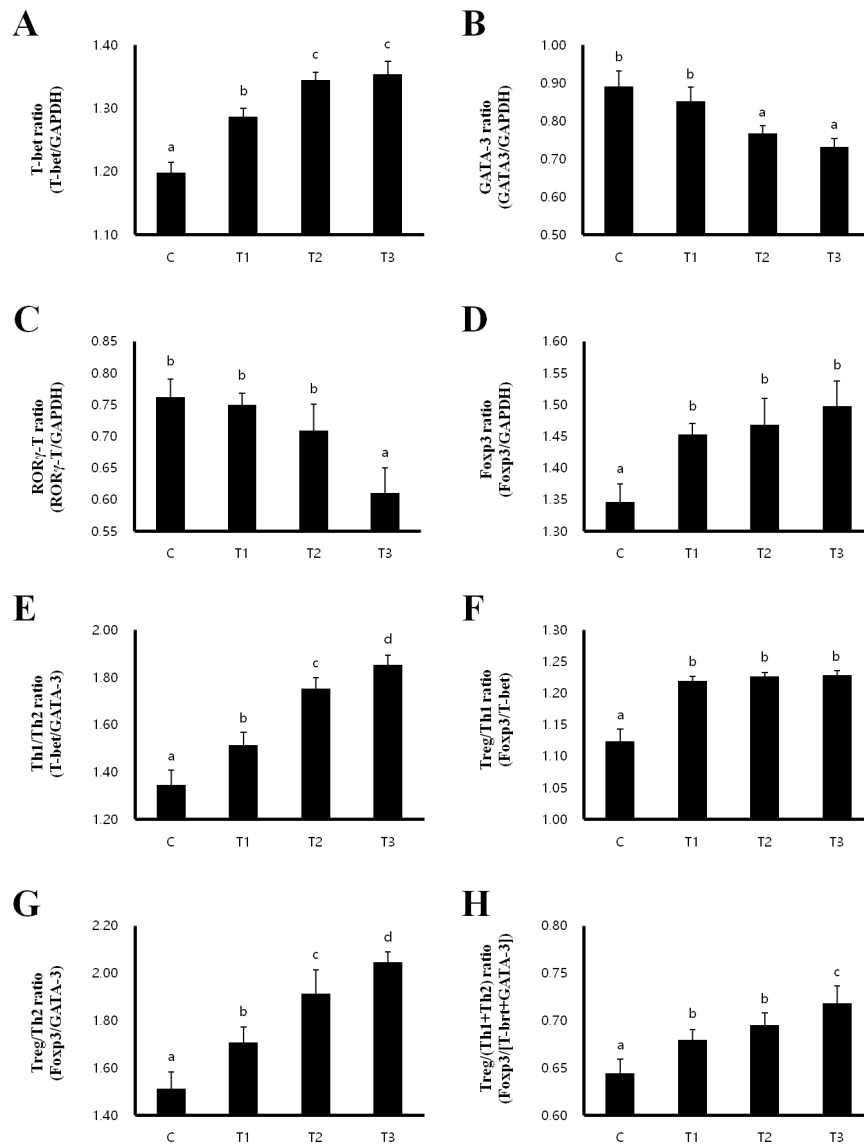 A
T-bet ratio
(T-bet/GAPDH)
1.40
1.30
1.20
1.10
a
b
c
c
C
T1
T2
T3
B
GATA-3 ratio
(GATA3/GAPDH)
1.00
0.90
0.80
0.70
0.60
0.50
b
b
a
a
C
T1
T2
T3
C
RORγ-T ratio
(RORγ-T/GAPDH)
0.85
0.80
0.75
0.70
0.65
0.60
0.55
b
b
b
a
C
T1
T2
T3
D
Foxp3 ratio
(Foxp3/GAPDH)
1.60
1.55
1.50
1.45
1.40
1.35
1.30
a
b
b
b
C
T1
T2
T3
E
Th1/Th2 ratio
(T-bet/GATA-3)
2.00
1.80
1.60
1.40
1.20
a
b
c
d
C
T1
T2
T3
F
Treg/Th1 ratio
(Foxp3/T-bet)
1.30
1.25
1.20
1.15
1.10
1.05
1.00
a
b
b
b
C
T1
T2
T3
G
Treg/Th2 ratio
(Foxp3/GATA-3)
2.20
2.00
1.80
1.60
1.40
a
b
c
d
C
T1
T2
T3
H
Treg/(Th1+Th2) ratio
(Foxp3/[T-brt+GATA-3])
0.80
0.75
0.70
0.65
0.60
a
b
b
c
C
T1
T2
T3